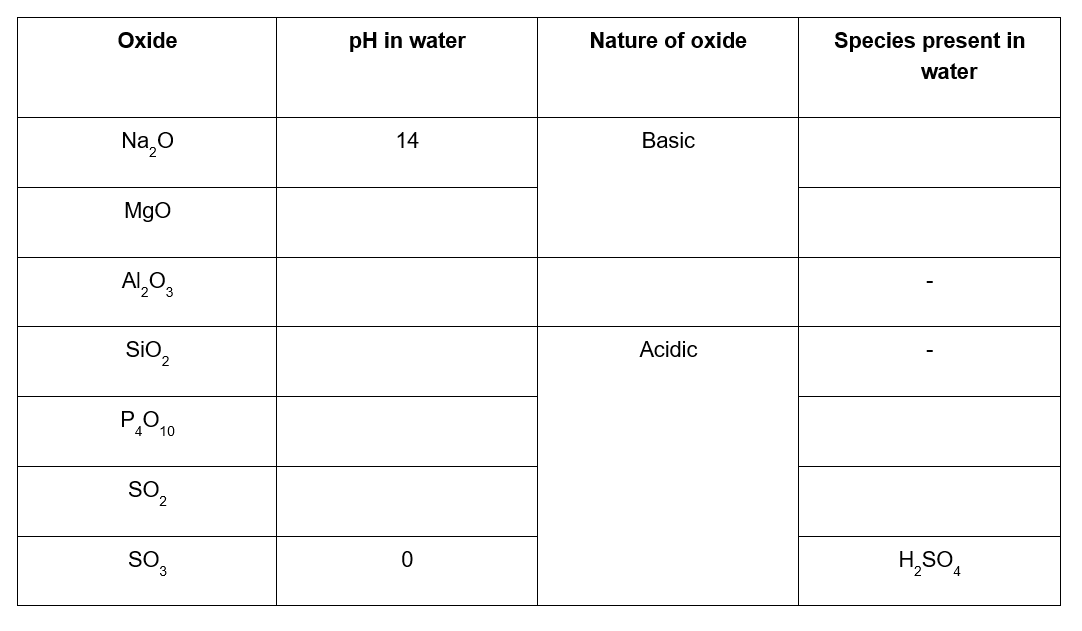 Oxide pH in water Nature of oxide Species present in
water
Na2O 14 Basic
MgO
Al2O3 -
SiO2 Acidic -
P4O10
SO2
SO3 0 H2SO4